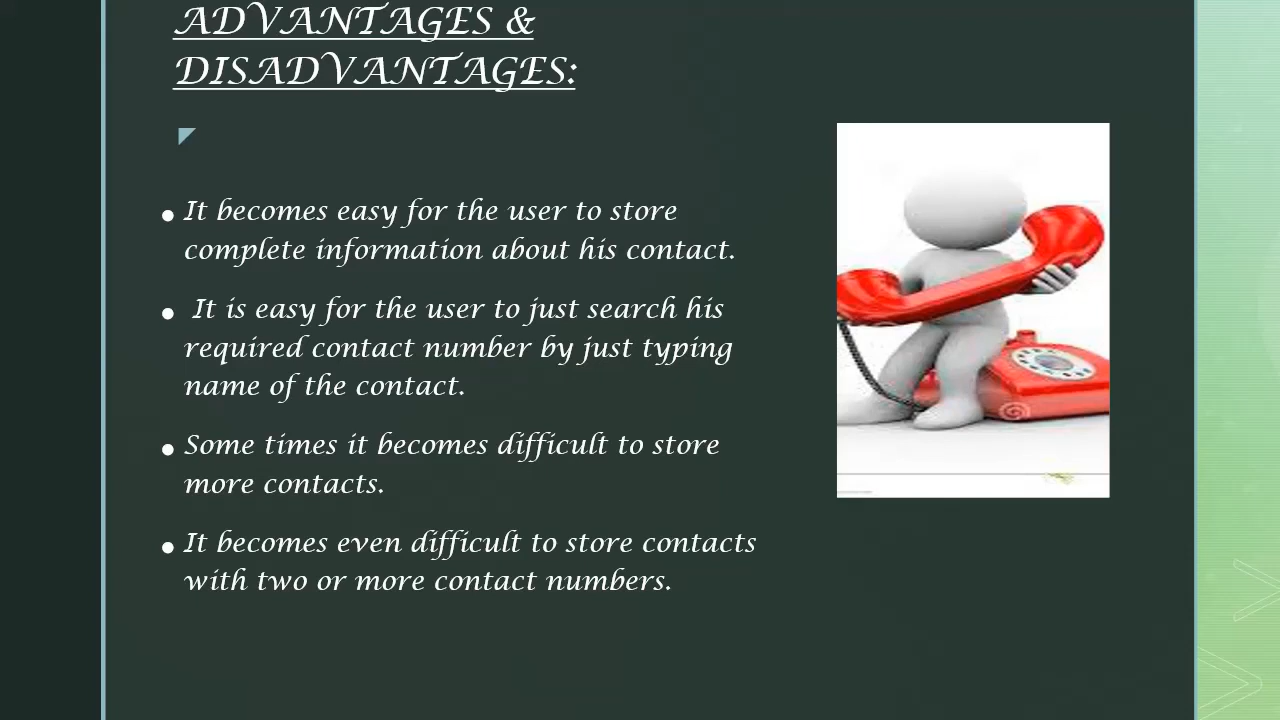 ADVANTAGES &
DISADVANTAGES:
• It becomes easy for the user to store
complete information about his contact.
• It is easy for the user to just search his
required contact number by just typing
name of the contact.
• Some times it becomes difficult to store
more contacts.
• It becomes even difficult to store contacts
with two or more contact numbers.